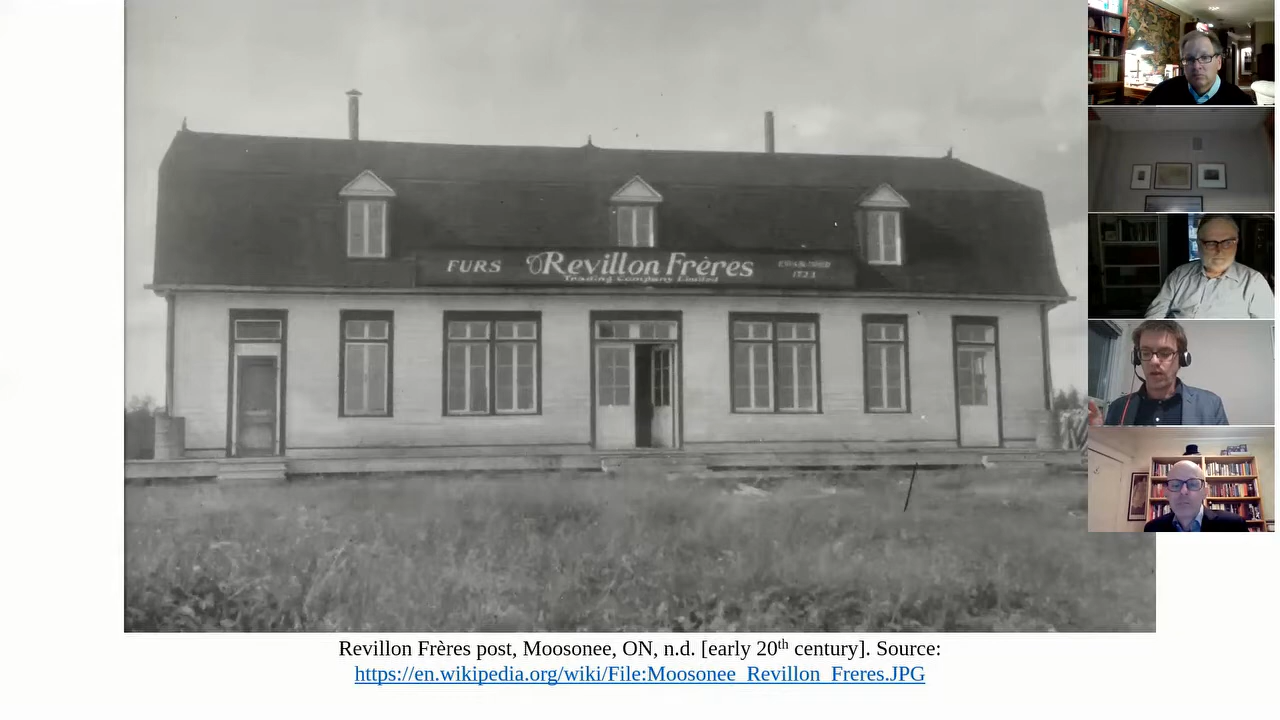 FURS Revillon Frères
Trading Company Limited
1723
Revillon Frères post, Moosonee, ON, n.d. [early 20th century]. Source:
https://en.wikipedia.org/wiki/File:Moosonee_Revillon_Freres.JPG